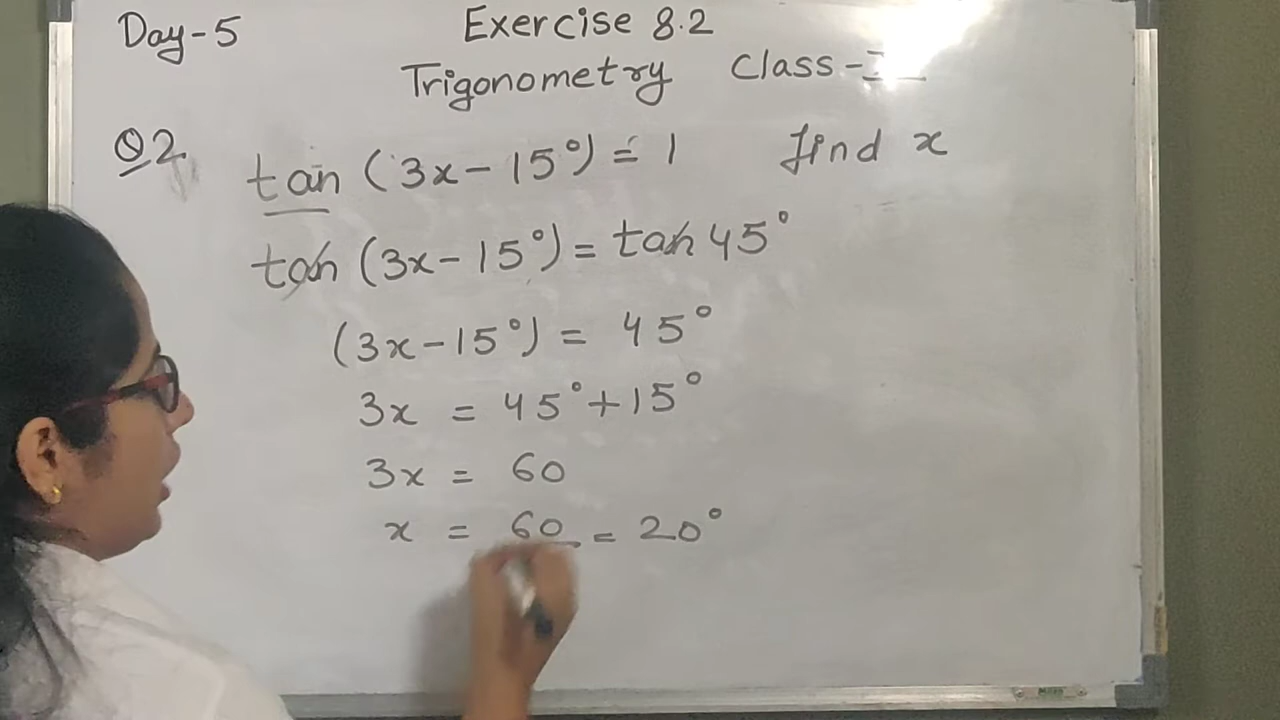 Day-5
Exercise 8.2
Trigonometry Class-
Q2 tan (3x-15°) = 1 find x
tan (3x-15°) = tan 45°
(3x-15°) = 45°
3x = 45°+15°
3x = 60
x = 60 = 20°